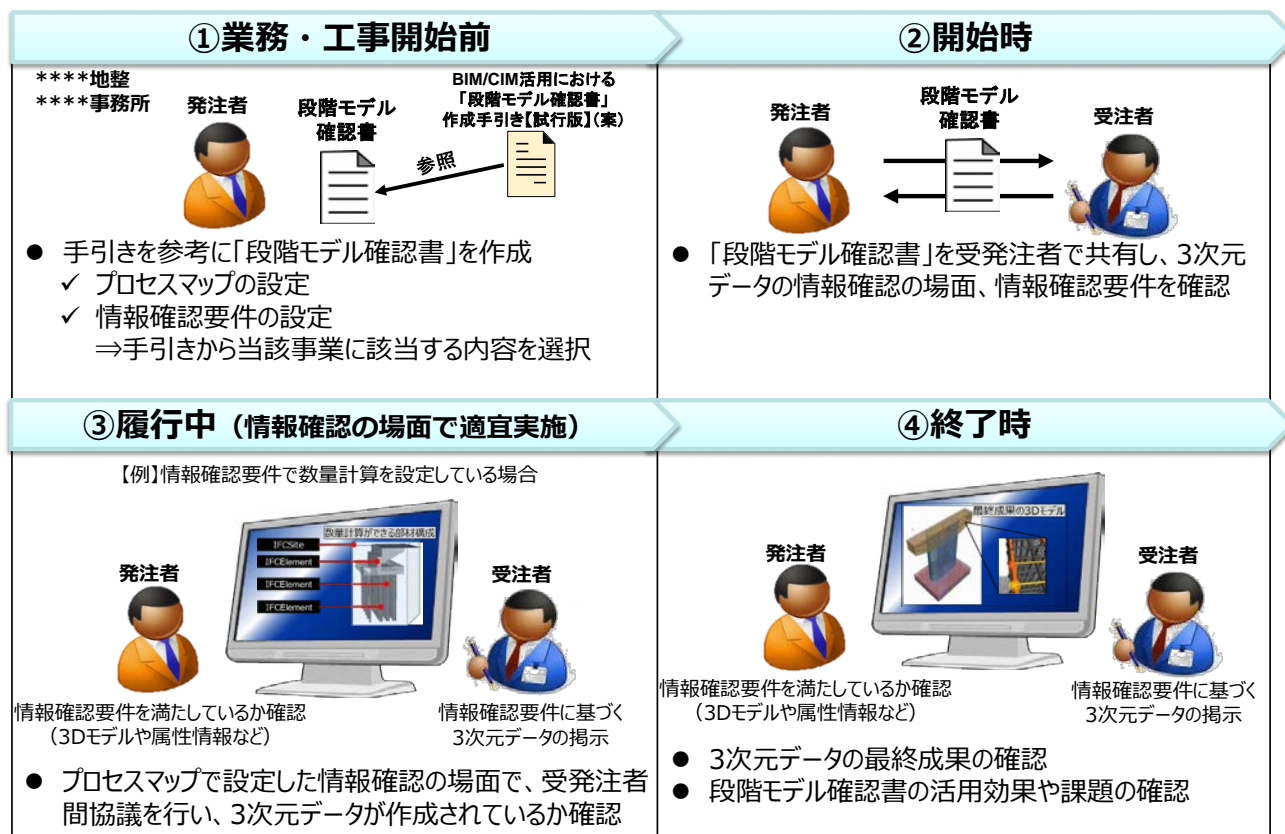 ①業務・工事開始前
****地整
****事務所
発注者
段階モデル
確認書
BIM/CIM活用における
「段階モデル確認書」
作成手引き【試行版】(案)
参照
● 手引きを参考に「段階モデル確認書」を作成
✓ プロセスマップの設定
✓ 情報確認要件の設定
⇒手引きから当該事業に該当する内容を選択
②開始時
発注者
段階モデル
確認書
受注者
● 「段階モデル確認書」を受発注者で共有し、3次元
データの情報確認の場面、情報確認要件を確認
③履行中(情報確認の場面で適宜実施)
【例】情報確認要件で数量計算を設定している場合
発注者
数量計算ができる部材構成
IFCSite
IFCElement
IFCElement
IFCElement
受注者
情報確認要件を満たしているか確認
(3Dモデルや属性情報など)
情報確認要件に基づく
3次元データの掲示
● プロセスマップで設定した情報確認の場面で、受発注者
間協議を行い、3次元データが作成されているか確認
④終了時
発注者
最終成果の3Dモデル
受注者
情報確認要件を満たしているか確認
(3Dモデルや属性情報など)
情報確認要件に基づく
3次元データの掲示
● 3次元データの最終成果の確認
● 段階モデル確認書の活用効果や課題の確認